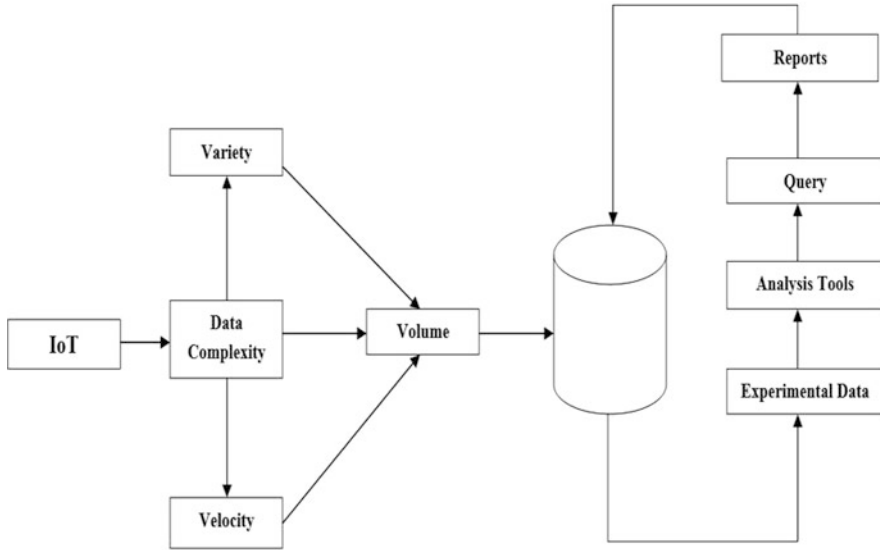 Reports
Variety
Query
Analysis Tools
IoT
Data
Complexity
Volume
Experimental Data
Velocity